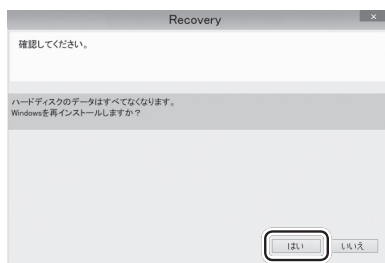 Recovery
確認してください。
ハードディスクのデータはすべてなくなります。
Windowsを再インストールしますか？
はい
いいえ